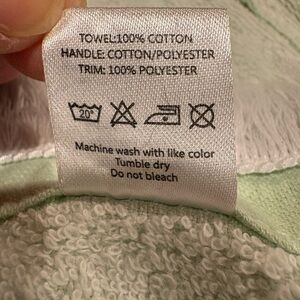 TOWEL:100% COTTON
HANDLE: COTTON/POLYESTER
TRIM: 100% POLYESTER
20°
Machine wash with like color
Tumble dry
Do not bleach